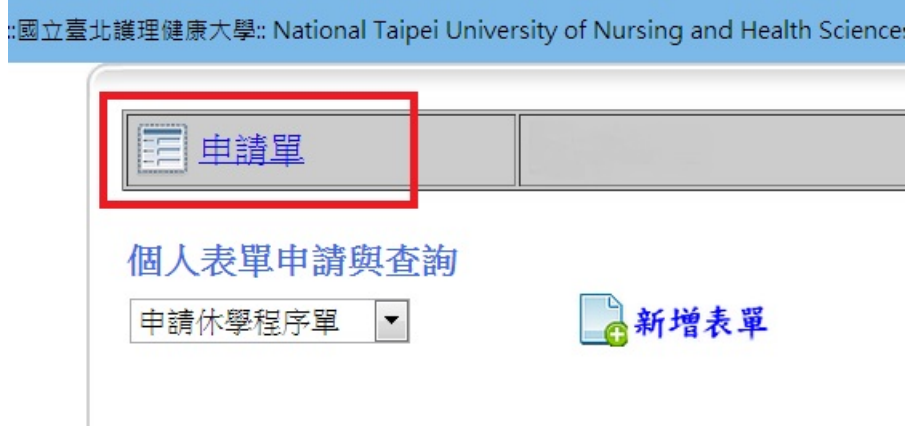 ::國立臺北護理健康大學:: National Taipei University of Nursing and Health Sciences
申請單
個人表單申請與查詢
申請休學程序單
新增表單